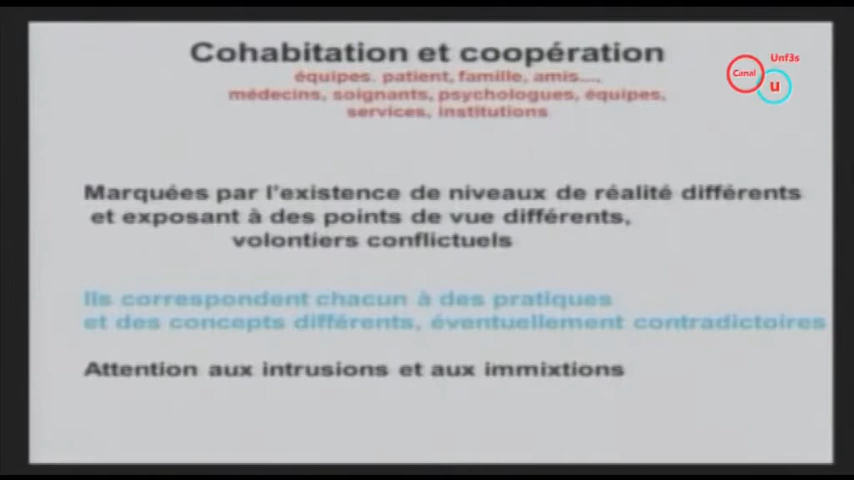 Cohabitation et coopération
équipes. patient, famille, amis...,
médecins, soignants, psychologues, équipes,
services, institutions
Canal
u
Unf3s
Marquées par l'existence de niveaux de réalité différents
et exposant à des points de vue différents,
volontiers conflictuels
Ils correspondent chacun à des pratiques
et des concepts différents, éventuellement contradictoires
Attention aux intrusions et aux immixtions